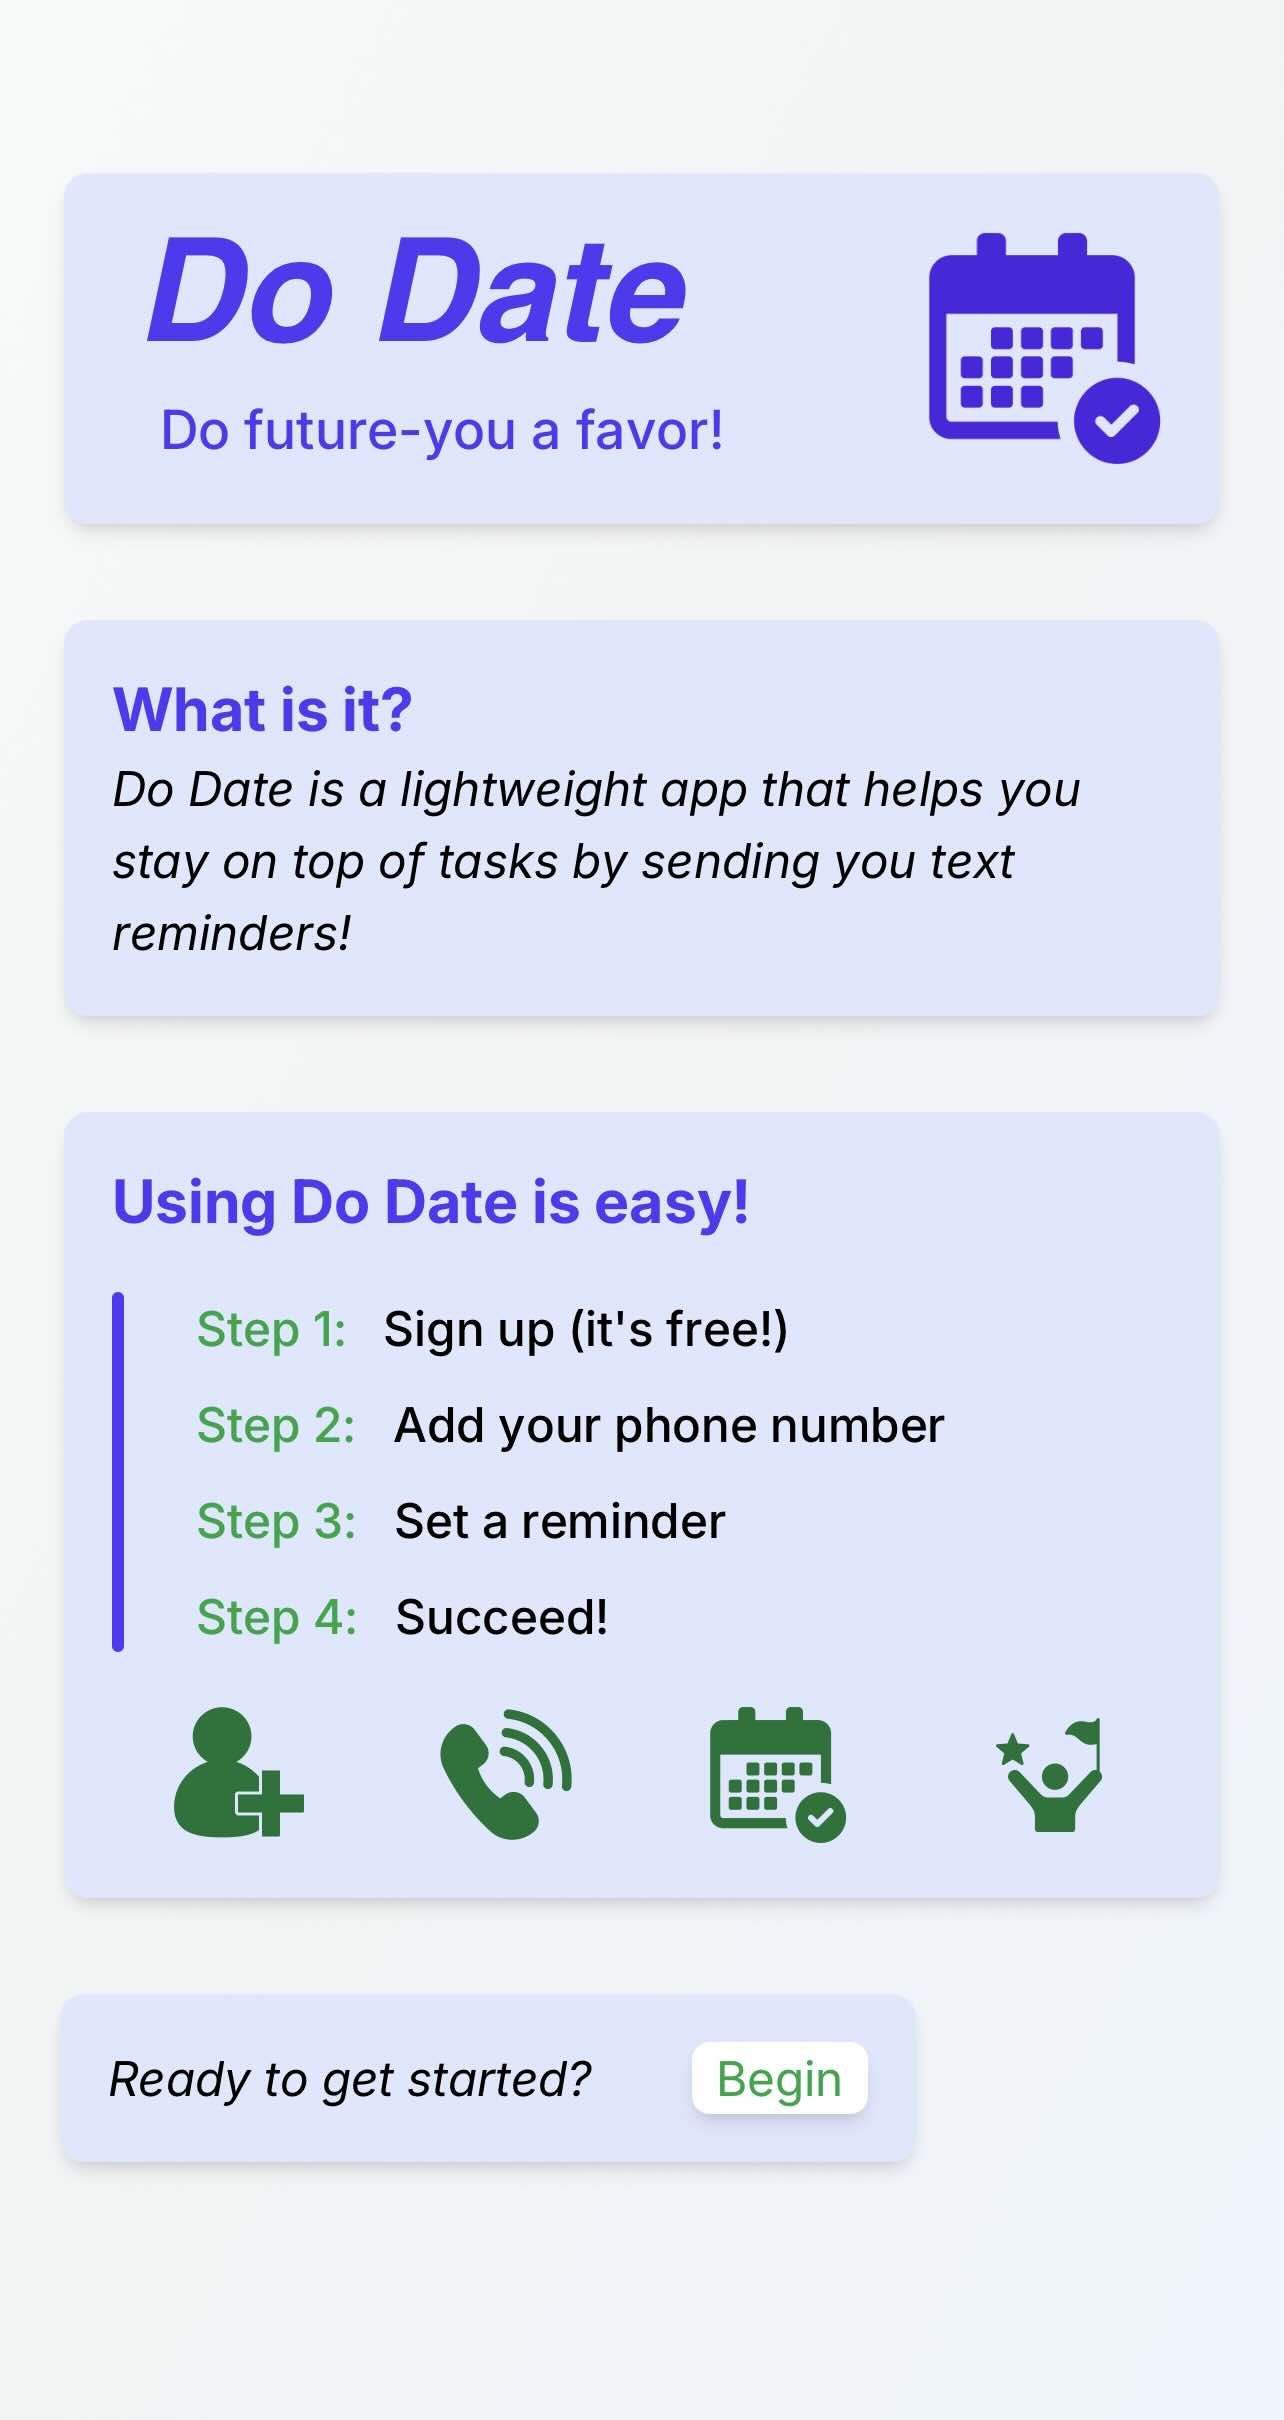 Do Date
Do future-you a favor!
What is it?
Do Date is a lightweight app that helps you
stay on top of tasks by sending you text
reminders!
Using Do Date is easy!
Step 1: Sign up (it's free!)
Step 2: Add your phone number
Step 3: Set a reminder
Step 4: Succeed!
Ready to get started? Begin